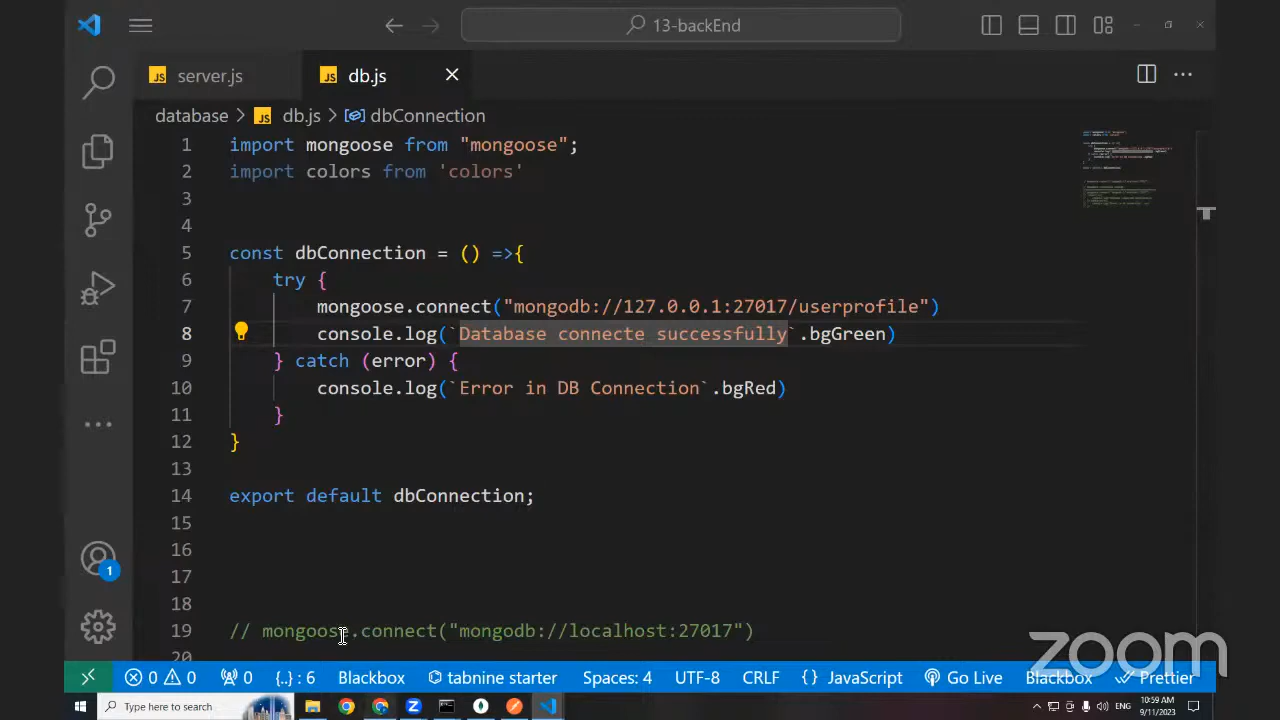 13-backEnd
JS server.js
JS db.js
database > JS db.js > dbConnection
1 import mongoose from "mongoose";
2 import colors from 'colors'
3
4
5 const dbConnection = () =>{
6 try {
7 mongoose.connect("mongodb://127.0.0.1:27017/userprofile")
8 console.log(`Database connecte successfully`.bgGreen)
9 } catch (error) {
10 console.log(`Error in DB Connection`.bgRed)
11 }
12 }
13
14 export default dbConnection;
15
16
17
18
19 // mongoose.connect("mongodb://localhost:27017")
20
1
zoom
0 0 0 {..} : 6 Blackbox tabnine starter Spaces: 4 UTF-8 CRLF {} JavaScript Go Live Blackbox Prettier
Type here to search
ENG
10:59 AM
9/11/2023